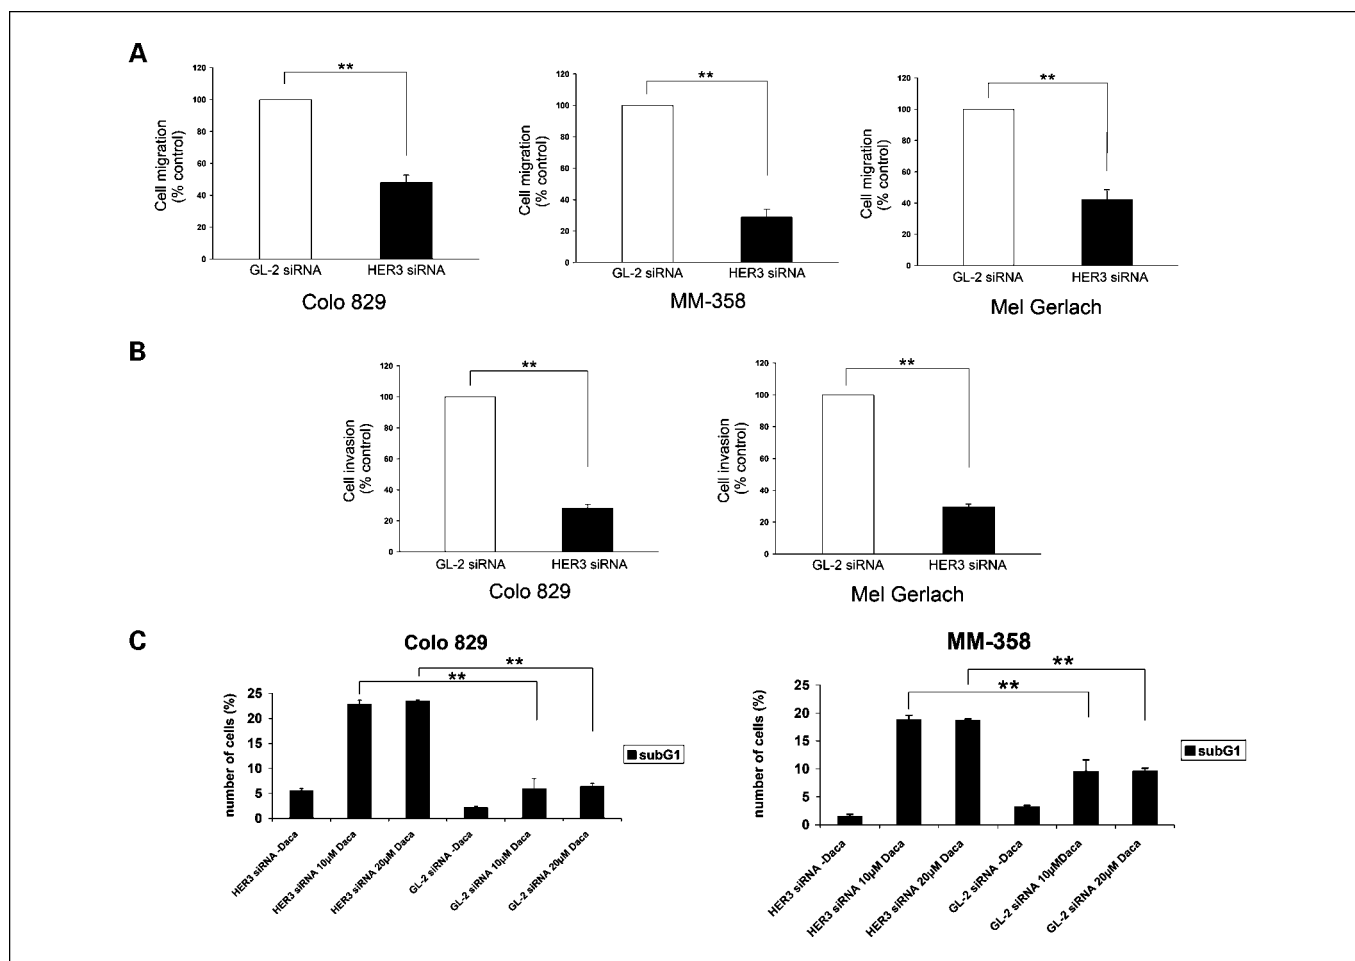 A
Cell migration
(% control)
120
100
80
60
40
20
0
**
GL-2 siRNA
HER3 siRNA
Colo 829
Cell migration
(% control)
120
100
80
60
40
20
0
**
GL-2 siRNA
HER3 siRNA
MM-358
Cell migration
(% control)
120
100
80
60
40
20
0
**
GL-2 siRNA
HER3 siRNA
Mel Gerlach
B
Cell invasion
(% control)
120
100
80
60
40
20
0
**
GL-2 siRNA
HER3 siRNA
Colo 829
Cell invasion
(% control)
120
100
80
60
40
20
0
**
GL-2 siRNA
HER3 siRNA
Mel Gerlach
C
Colo 829
number of cells (%)
25
20
15
10
5
0
**
**
subG1
HER3 siRNA -Daca
HER3 siRNA 10µM Daca
HER3 siRNA 20µM Daca
GL-2 siRNA -Daca
GL-2 siRNA 10µM Daca
GL-2 siRNA 20µM Daca
MM-358
number of cells (%)
25
20
15
10
5
0
**
**
subG1
HER3 siRNA -Daca
HER3 siRNA 10µM Daca
HER3 siRNA 20µM Daca
GL-2 siRNA -Daca
GL-2 siRNA 10µMDaca
GL-2 siRNA 20µM Daca